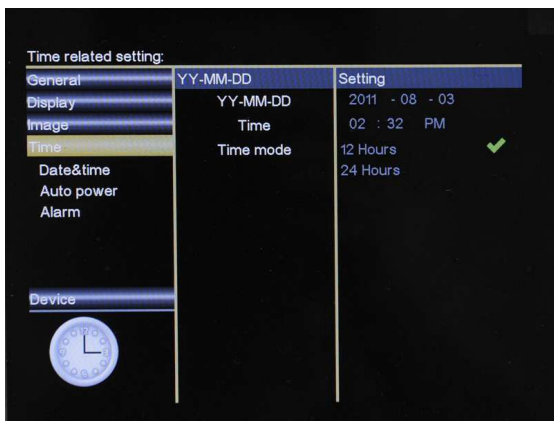 Time related setting:
General
Display
Image
Time
Date&time
Auto power
Alarm
Device
YY-MM-DD
YY-MM-DD
Time
Time mode
Setting
2011 - 08 - 03
02 : 32 PM
12 Hours
24 Hours